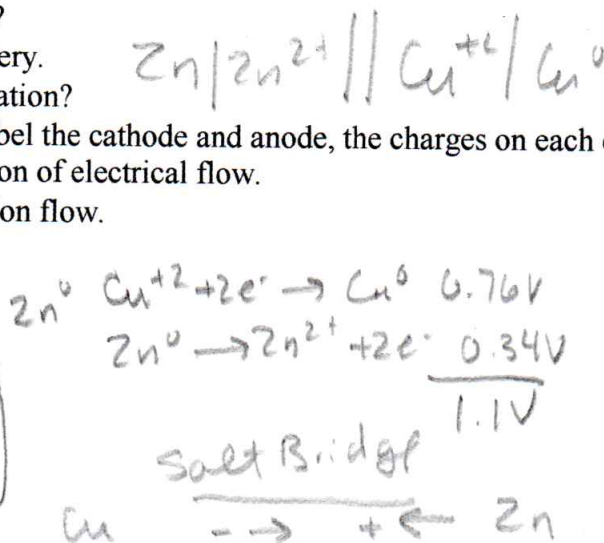 ?
ery.
Zn|Zn²⁺||Cu⁺²|Cu⁰
ation?
bel the cathode and anode, the charges on each
on of electrical flow.
on flow.
Zn⁰ Cu⁺² +2e⁻ → Cu⁰ 0.76V
Zn⁰ → Zn²⁺ +2e⁻ 0.34V
1.1V
Salt Bridge
Cu - → + ← Zn